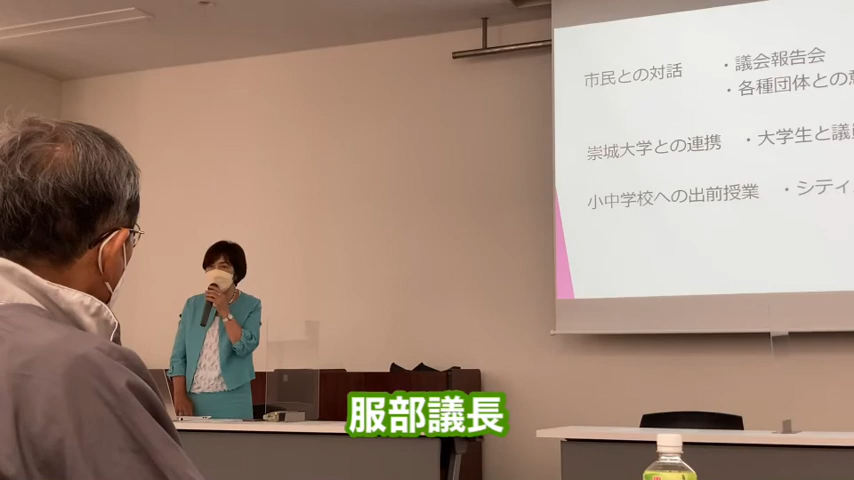 市民との対話 ・議会報告会
・各種団体との意
崇城大学との連携 ・大学生と議員
小中学校への出前授業 ・シティ
服部議長